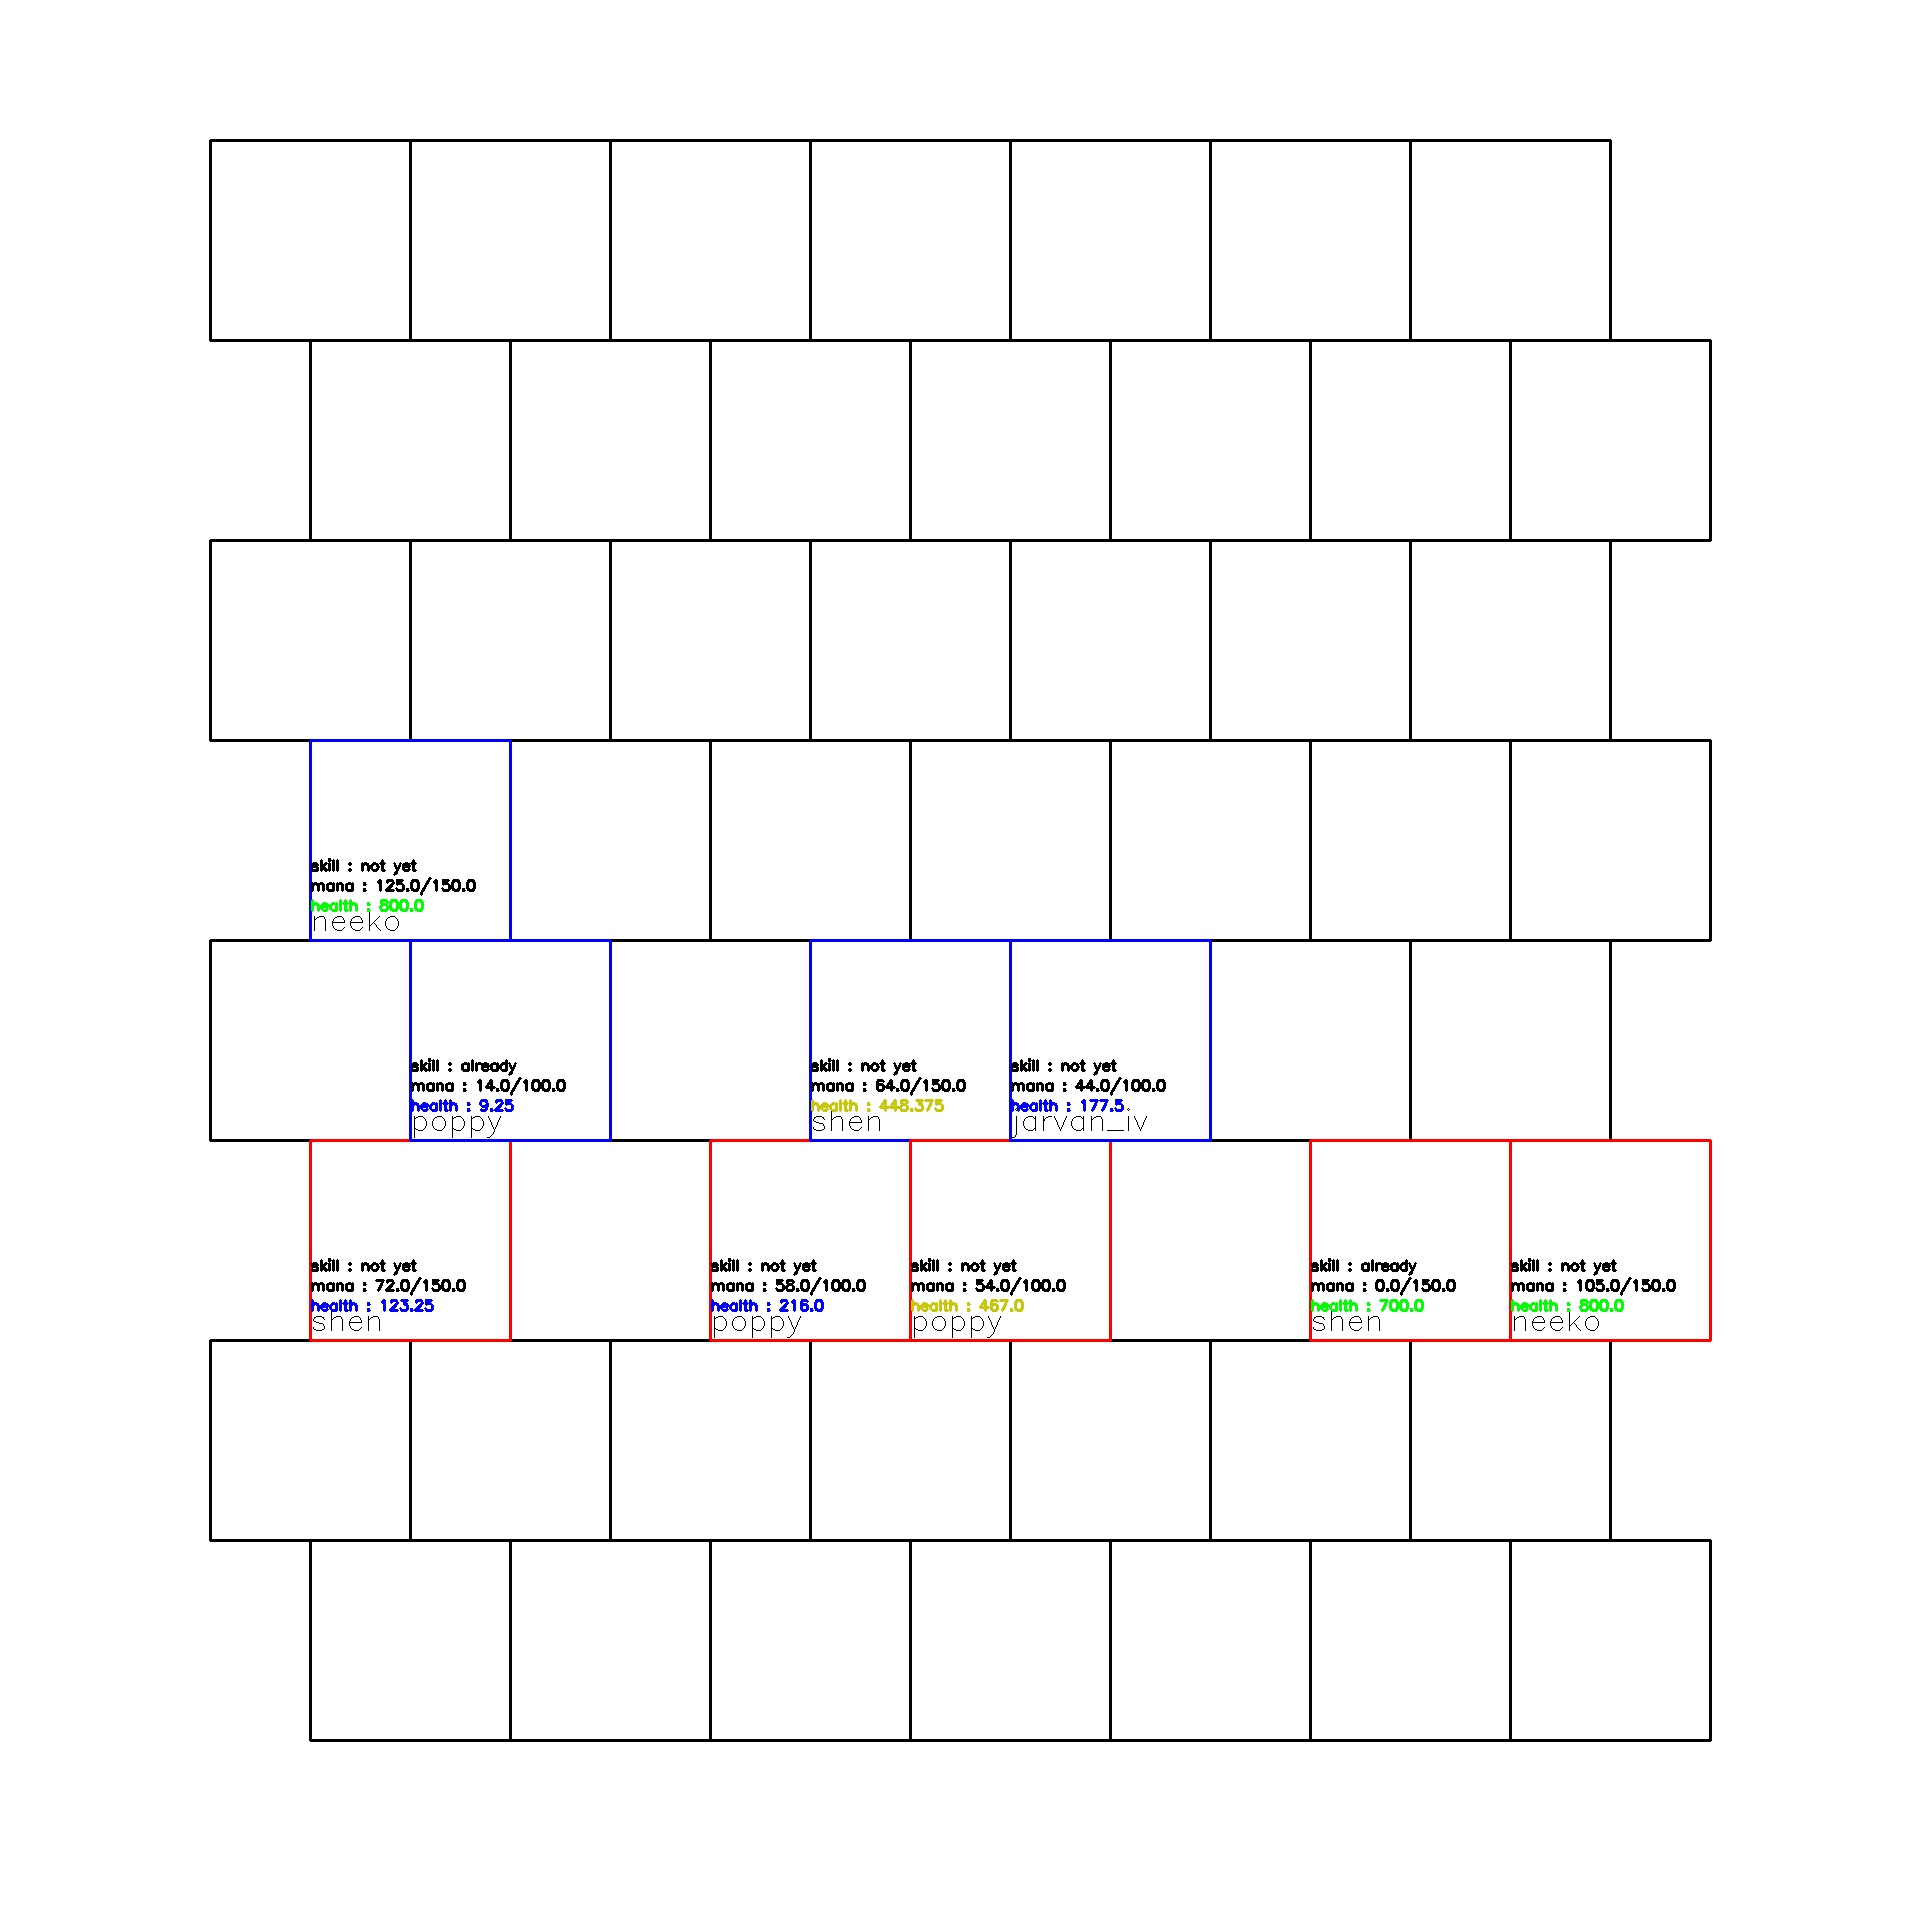 skill : not yet
mana : 125.0/150.0
health : 800.0
neeko
skill : already
mana : 14.0/100.0
health : 9.25
poppy
skill : not yet
mana : 64.0/150.0
health : 448.375
shen
skill : not yet
mana : 44.0/100.0
health : 177.5
jarvan_iv
skill : not yet
mana : 72.0/150.0
health : 123.25
shen
skill : not yet
mana : 58.0/100.0
health : 216.0
poppy
skill : not yet
mana : 54.0/100.0
health : 467.0
poppy
skill : already
mana : 0.0/150.0
health : 700.0
shen
skill : not yet
mana : 105.0/150.0
health : 800.0
neeko